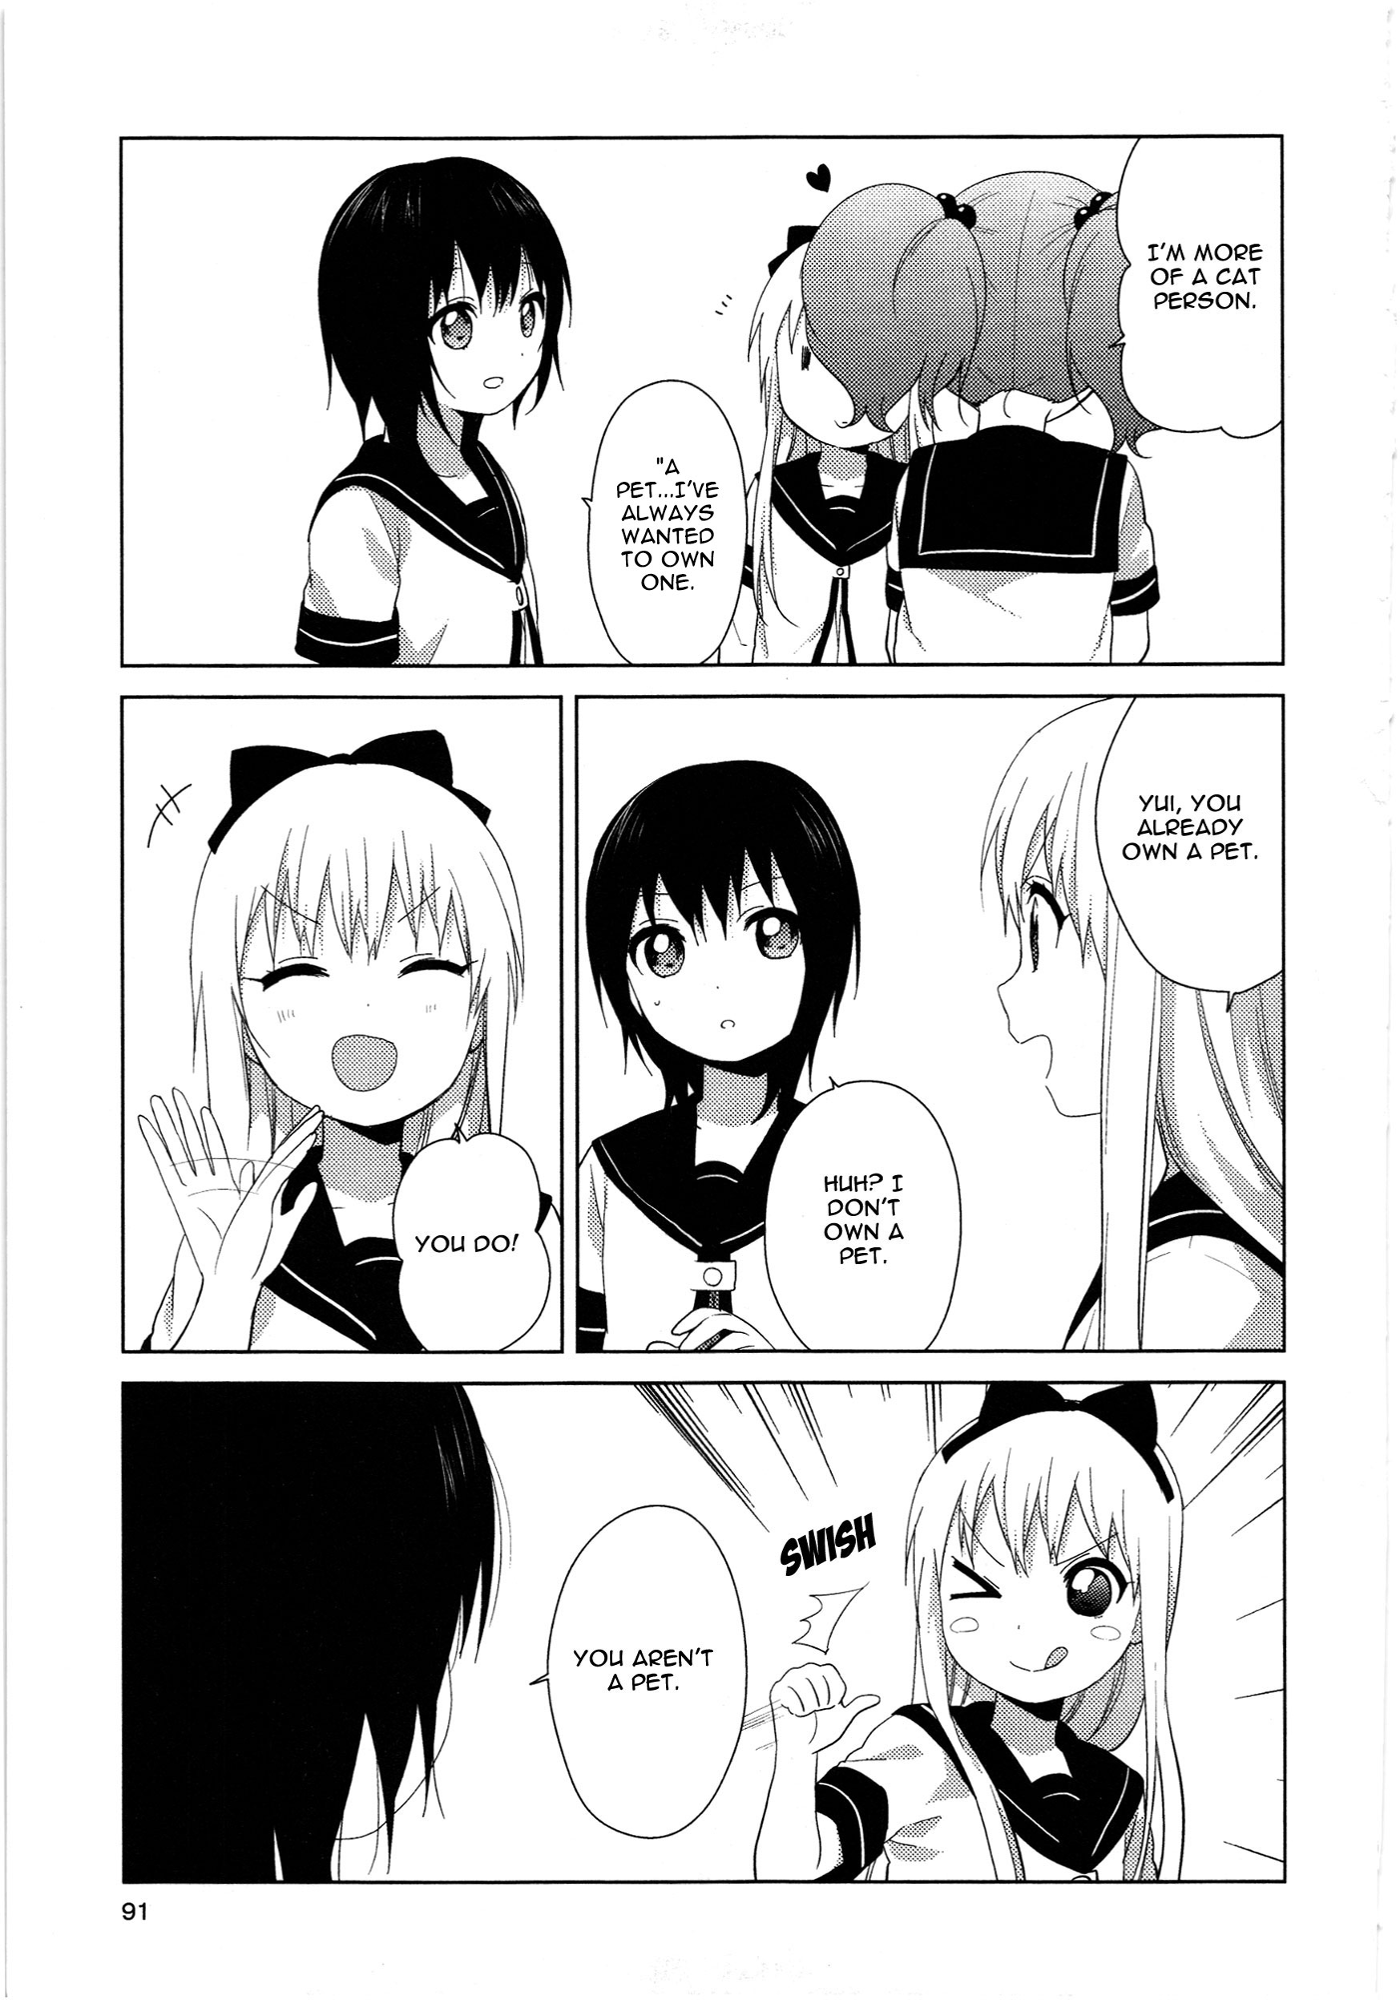 I'M MORE
OF A CAT
PERSON.
"A
PET...I'VE
ALWAYS
WANTED
TO OWN
ONE.
YUI, YOU
ALREADY
OWN A PET.
HUH? I
DON'T
OWN A
PET.
YOU DO!
SWISH
YOU AREN'T
A PET.
91